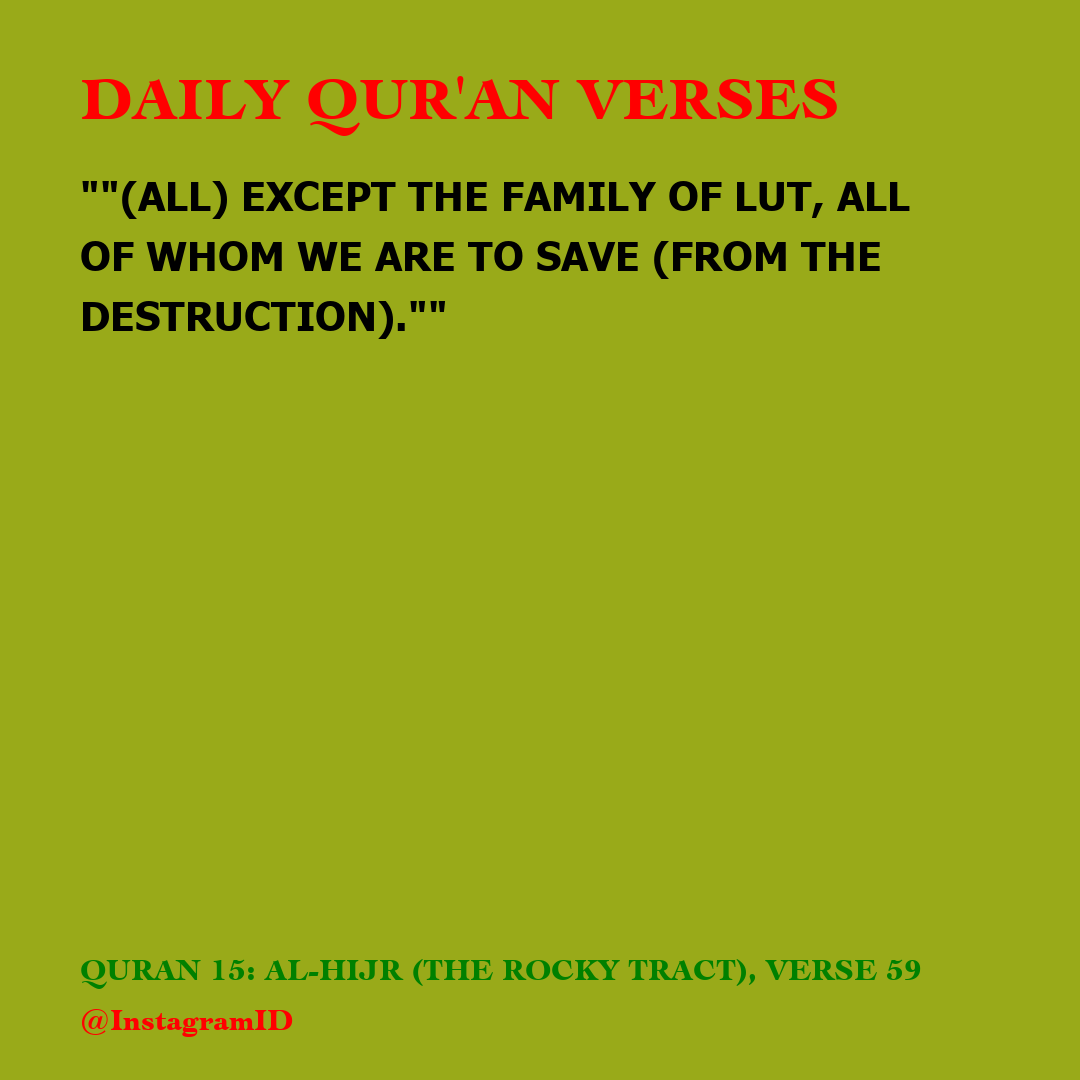 DAILY QUR'AN VERSES
""(ALL) EXCEPT THE FAMILY OF LUT, ALL
OF WHOM WE ARE TO SAVE (FROM THE
DESTRUCTION).""
QURAN 15: AL-HIJR (THE ROCKY TRACT), VERSE 59
@InstagramID